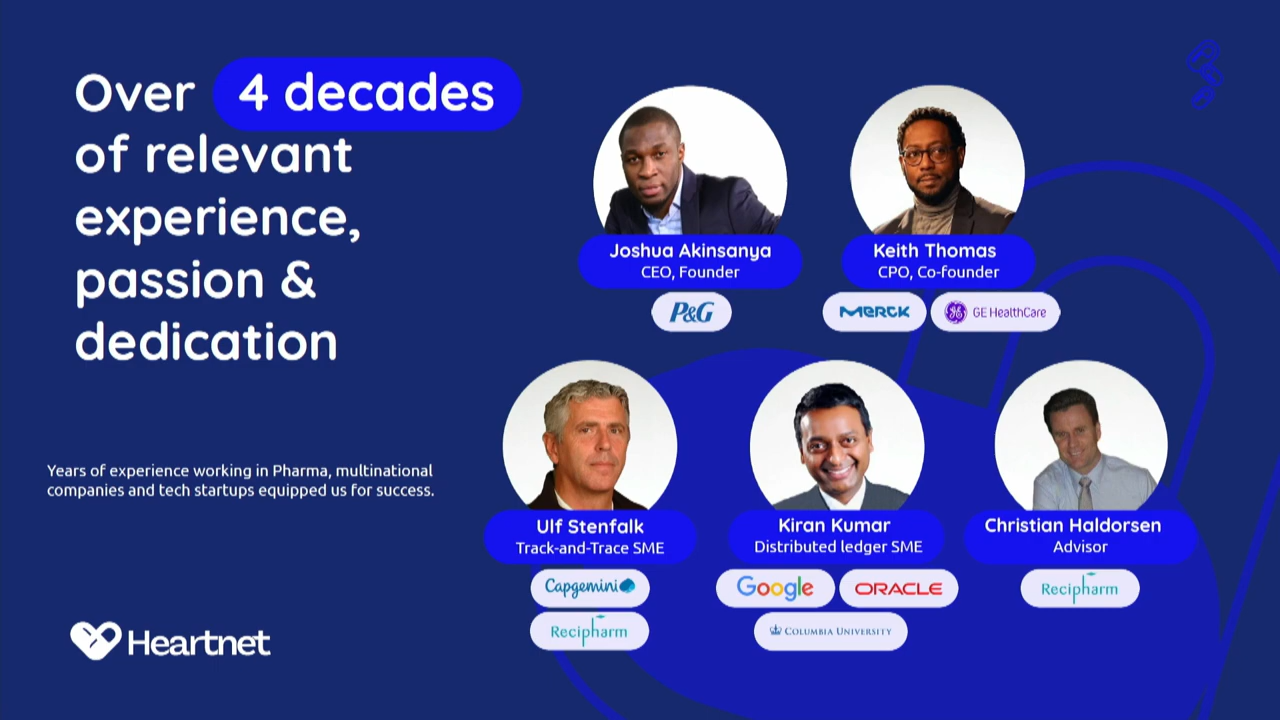 Over 4 decades
of relevant
experience,
passion &
dedication
Years of experience working in Pharma, multinational
companies and tech startups equipped us for success.
Heartnet
Joshua Akinsanya
CEO, Founder
P&G
Keith Thomas
CPO, Co-founder
MERCK
GE HealthCare
Ulf Stenfalk
Track-and-Trace SME
Capgemini
Recipharm
Kiran Kumar
Distributed ledger SME
Google
ORACLE
COLUMBIA UNIVERSITY
Christian Haldorsen
Advisor
Recipharm